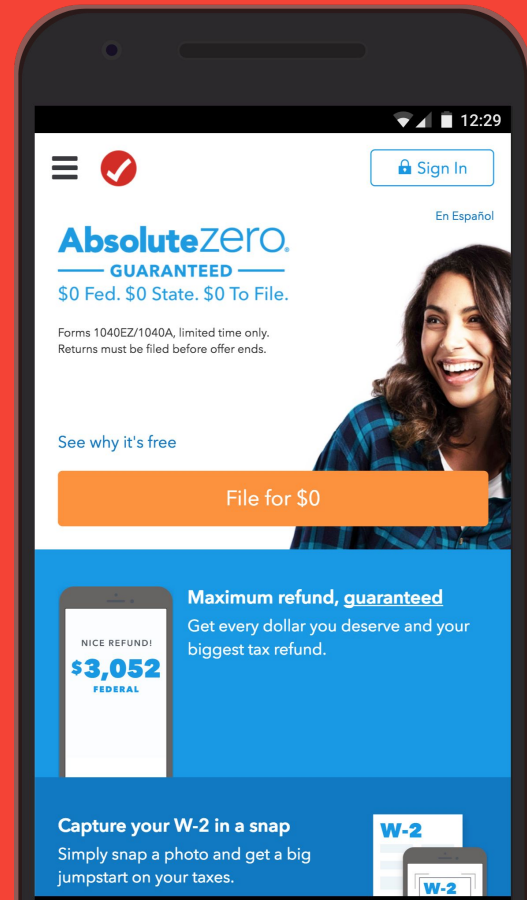 12:29
Sign In
En Español
Absolutezero®
GUARANTEED
$0 Fed. $0 State. $0 To File.
Forms 1040EZ/1040A, limited time only.
Returns must be filed before offer ends.
See why it's free
File for $0
Maximum refund, guaranteed
Get every dollar you deserve and your
biggest tax refund.
NICE REFUND!
$3,052
FEDERAL
Capture your W-2 in a snap
Simply snap a photo and get a big
jumpstart on your taxes.
W-2
W-2